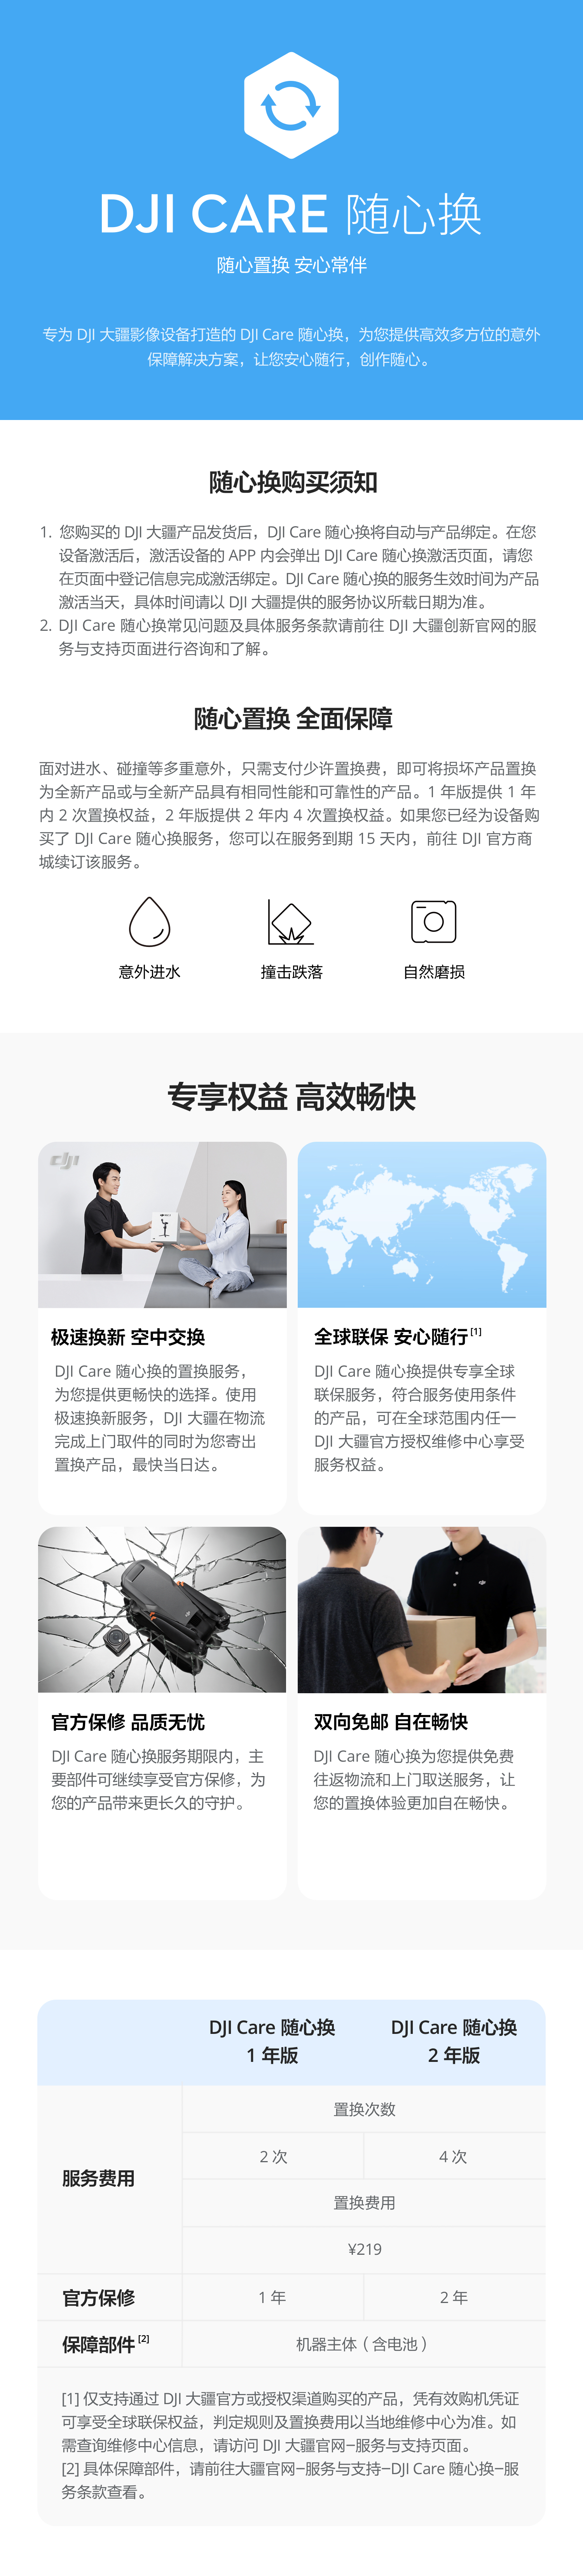 DJI CARE 随心换
随心置换 安心常伴
专为 DJI 大疆影像设备打造的 DJI Care 随心换，为您提供高效多方位的意外
保障解决方案，让您安心随行，创作随心。
随心换购买须知
1. 您购买的 DJI 大疆产品发货后，DJI Care 随心换将自动与产品绑定。在您
设备激活后，激活设备的 APP 内会弹出 DJI Care 随心换激活页面，请您
在页面中登记信息完成激活绑定。DJI Care 随心换的服务生效时间为产品
激活当天，具体时间请以 DJI 大疆提供的服务协议所载日期为准。
2. DJI Care 随心换常见问题及具体服务条款请前往 DJI 大疆创新官网的服
务与支持页面进行咨询和了解。
随心置换 全面保障
面对进水、碰撞等多重意外，只需支付少许置换费，即可将损坏产品置换
为全新产品或与全新产品具有相同性能和可靠性的产品。1 年版提供 1 年
内 2 次置换权益，2 年版提供 2 年内 4 次置换权益。如果您已经为设备购
买了 DJI Care 随心换服务，您可以在服务到期 15 天内，前往 DJI 官方商
城续订该服务。
意外进水
撞击跌落
自然磨损
专享权益 高效畅快
dji
极速换新 空中交换
DJI Care 随心换的置换服务，
为您提供更畅快的选择。使用
极速换新服务，DJI 大疆在物流
完成上门取件的同时为您寄出
置换产品，最快当日达。
全球联保 安心随行[1]
DJI Care 随心换提供专享全球
联保服务，符合服务使用条件
的产品，可在全球范围内任一
DJI 大疆官方授权维修中心享受
服务权益。
官方保修 品质无忧
DJI Care 随心换服务期限内，主
要部件可继续享受官方保修，为
您的产品带来更长久的守护。
双向免邮 自在畅快
DJI Care 随心换为您提供免费
往返物流和上门取送服务，让
您的置换体验更加自在畅快。
DJI Care 随心换
1 年版
DJI Care 随心换
2 年版
服务费用
置换次数
2 次
4 次
置换费用
¥219
官方保修
1 年
2 年
保障部件[2]
机器主体（含电池）
[1] 仅支持通过 DJI 大疆官方或授权渠道购买的产品，凭有效购机凭证
可享受全球联保权益，判定规则及置换费用以当地维修中心为准。如
需查询维修中心信息，请访问 DJI 大疆官网—服务与支持页面。
[2] 具体保障部件，请前往大疆官网—服务与支持—DJI Care 随心换—服
务条款查看。